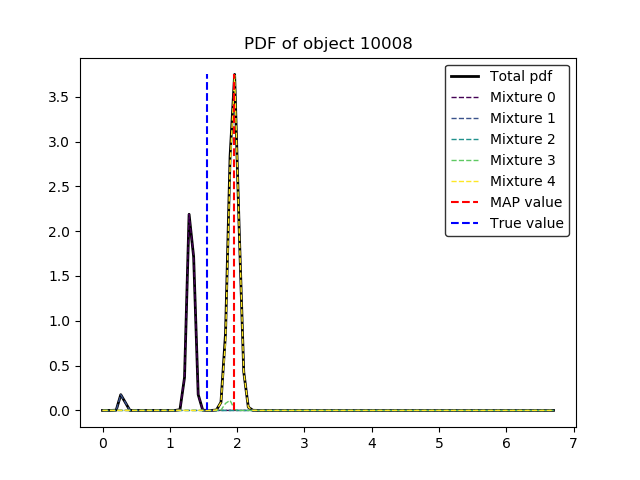 PDF of object 10008
Total pdf
Mixture 0
Mixture 1
Mixture 2
Mixture 3
Mixture 4
MAP value
True value
3.5
3.0
2.5
2.0
1.5
1.0
0.5
0.0
0 1 2 3 4 5 6 7